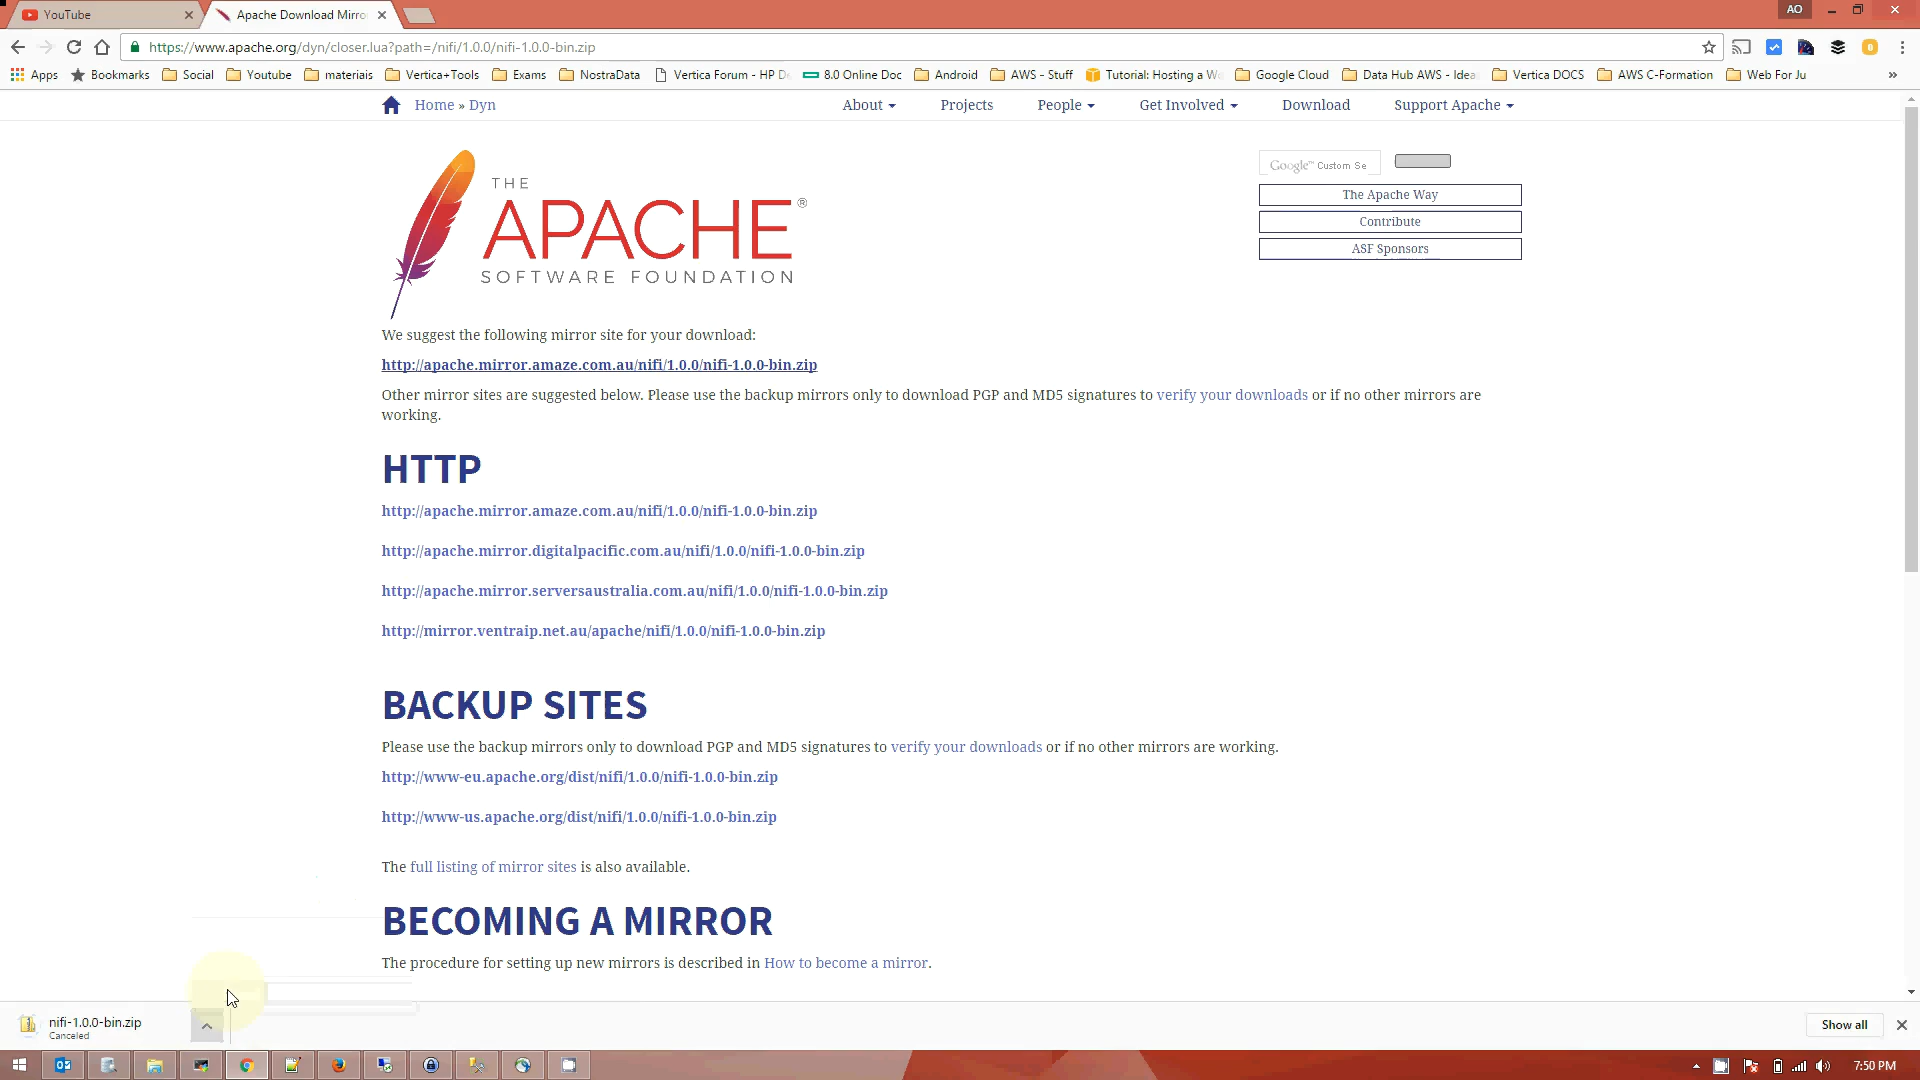 YouTube
Apache Download Mirro
AO
https://www.apache.org/dyn/closer.lua?path=/nifi/1.0.0/nifi-1.0.0-bin.zip
Apps
Bookmarks
Social
Youtube
materiais
Vertica+Tools
Exams
NostraData
Vertica Forum - HP D
8.0 Online Doc
Android
AWS - Stuff
Tutorial: Hosting a W
Google Cloud
Data Hub AWS - Idea
Vertica DOCS
AWS C-Formation
Web For Ju
»
Home » Dyn
About
Projects
People
Get Involved
Download
Support Apache
THE
APACHE®
SOFTWARE FOUNDATION
Google™ Custom Se
The Apache Way
Contribute
ASF Sponsors
We suggest the following mirror site for your download:
http://apache.mirror.amaze.com.au/nifi/1.0.0/nifi-1.0.0-bin.zip
Other mirror sites are suggested below. Please use the backup mirrors only to download PGP and MD5 signatures to verify your downloads or if no other mirrors are
working.
HTTP
http://apache.mirror.amaze.com.au/nifi/1.0.0/nifi-1.0.0-bin.zip
http://apache.mirror.digitalpacific.com.au/nifi/1.0.0/nifi-1.0.0-bin.zip
http://apache.mirror.serversaustralia.com.au/nifi/1.0.0/nifi-1.0.0-bin.zip
http://mirror.ventraip.net.au/apache/nifi/1.0.0/nifi-1.0.0-bin.zip
BACKUP SITES
Please use the backup mirrors only to download PGP and MD5 signatures to verify your downloads or if no other mirrors are working.
http://www-eu.apache.org/dist/nifi/1.0.0/nifi-1.0.0-bin.zip
http://www-us.apache.org/dist/nifi/1.0.0/nifi-1.0.0-bin.zip
The full listing of mirror sites is also available.
BECOMING A MIRROR
The procedure for setting up new mirrors is described in How to become a mirror.
nifi-1.0.0-bin.zip
Canceled
Show all
7:50 PM